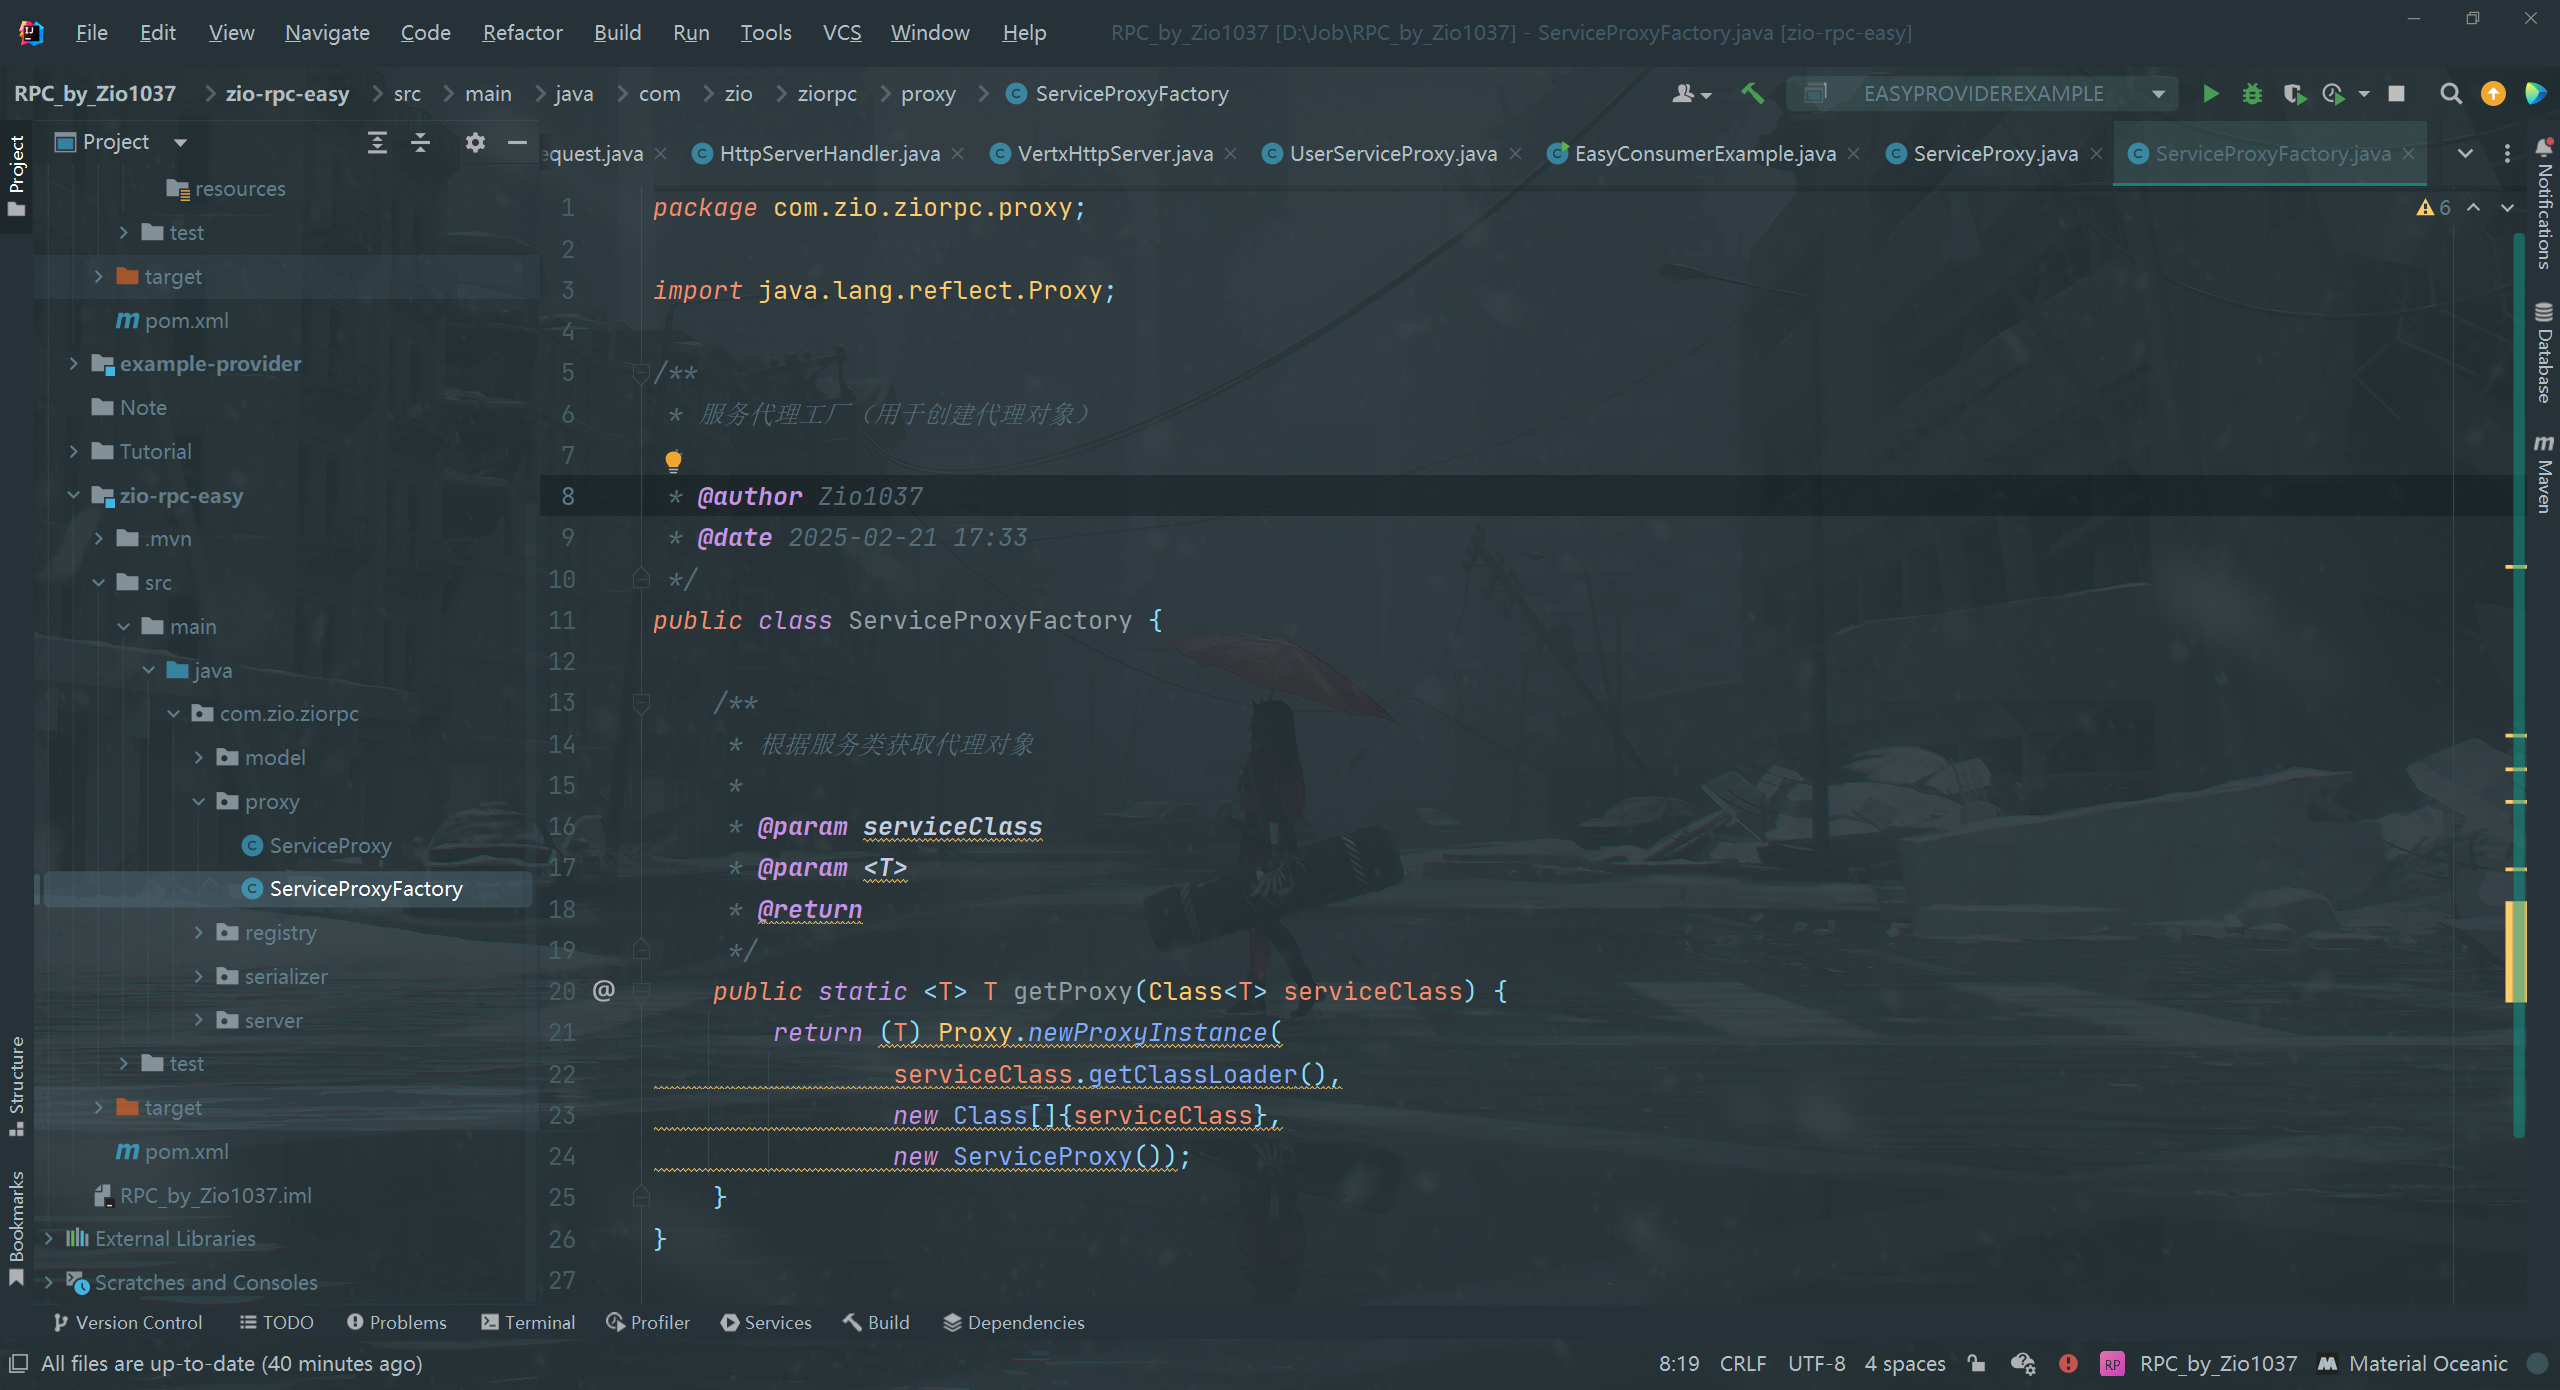 File Edit View Navigate Code Refactor Build Run Tools VCS Window Help RPC_by_Zio1037 [D:\Job\RPC_by_Zio1037] - ServiceProxyFactory.java [zio-rpc-easy]
RPC_by_Zio1037 zio-rpc-easy src main java com zio ziorpc proxy ServiceProxyFactory EASYPROVIDEREXAMPLE
Project
equest.java HttpServerHandler.java VertxHttpServer.java UserServiceProxy.java EasyConsumerExample.java ServiceProxy.java ServiceProxyFactory.java
Project
resources
test
target
pom.xml
example-provider
Note
Tutorial
zio-rpc-easy
.mvn
src
main
java
com.zio.ziorpc
model
proxy
ServiceProxy
ServiceProxyFactory
registry
serializer
server
test
target
pom.xml
RPC_by_Zio1037.iml
External Libraries
Scratches and Consoles
Structure
Bookmarks
6
1 package com.zio.ziorpc.proxy;
2
3 import java.lang.reflect.Proxy;
4
5 /**
6 * 服务代理工厂（用于创建代理对象）
7
8 * @author Zio1037
9 * @date 2025-02-21 17:33
10 */
11 public class ServiceProxyFactory {
12
13 /**
14 * 根据服务类获取代理对象
15 *
16 * @param serviceClass
17 * @param <T>
18 * @return
19 */
20 @ public static <T> T getProxy(Class<T> serviceClass) {
21 return (T) Proxy.newProxyInstance(
22 serviceClass.getClassLoader(),
23 new Class[]{serviceClass},
24 new ServiceProxy());
25 }
26 }
27
Notifications
Database
Maven
Version Control TODO Problems Terminal Profiler Services Build Dependencies
All files are up-to-date (40 minutes ago) 8:19 CRLF UTF-8 4 spaces RP RPC_by_Zio1037 Material Oceanic